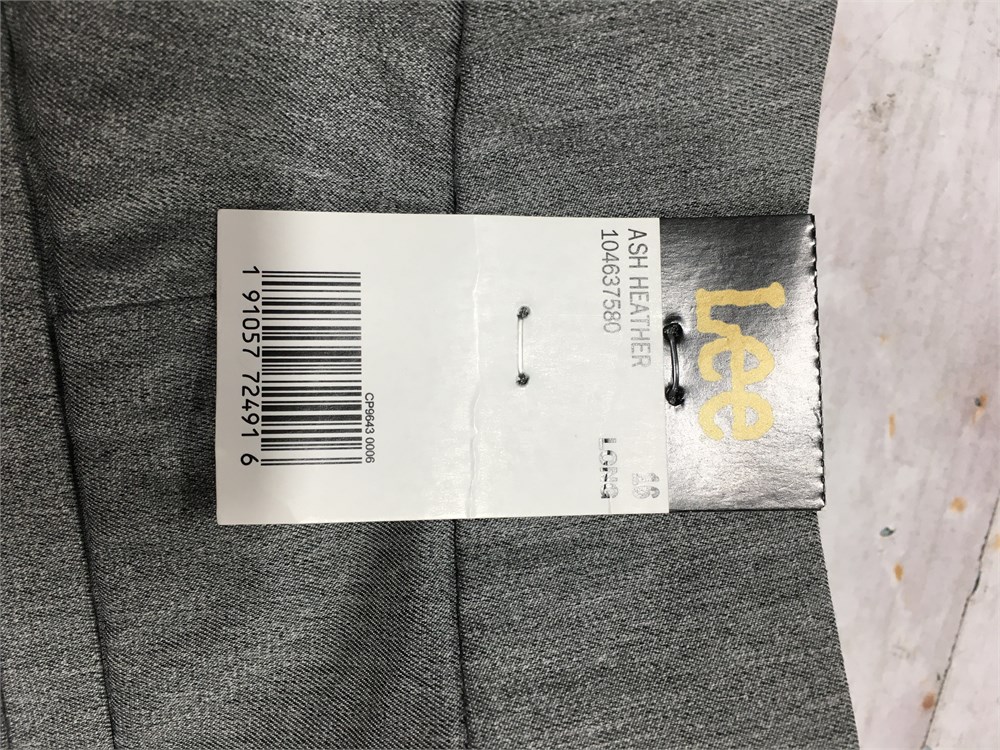 Lee
ASH HEATHER 16
104637580 LONG
CP9643 0006
1 91057 72491 6